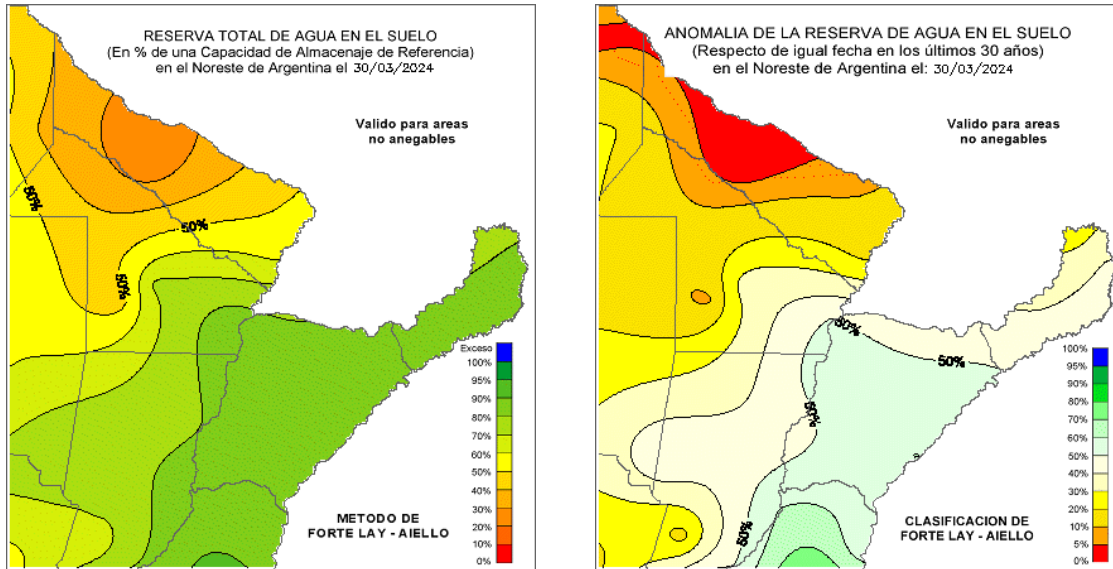 RESERVA TOTAL DE AGUA EN EL SUELO
(En % de una Capacidad de Almacenaje de Referencia)
en el Noreste de Argentina el 30/03/2024
Valido para areas
no anegables
50%
50%
50%
Exceso
100%
95%
90%
80%
70%
60%
50%
40%
30%
20%
10%
0%
METODO DE
FORTE LAY - AIELLO
ANOMALIA DE LA RESERVA DE AGUA EN EL SUELO
(Respecto de igual fecha en los últimos 30 años)
en el Noreste de Argentina el: 30/03/2024
Valido para areas
no anegables
50%
50%
50%
50%
100%
95%
90%
80%
70%
60%
50%
40%
30%
20%
10%
5%
0%
CLASIFICACION DE
FORTE LAY - AIELLO